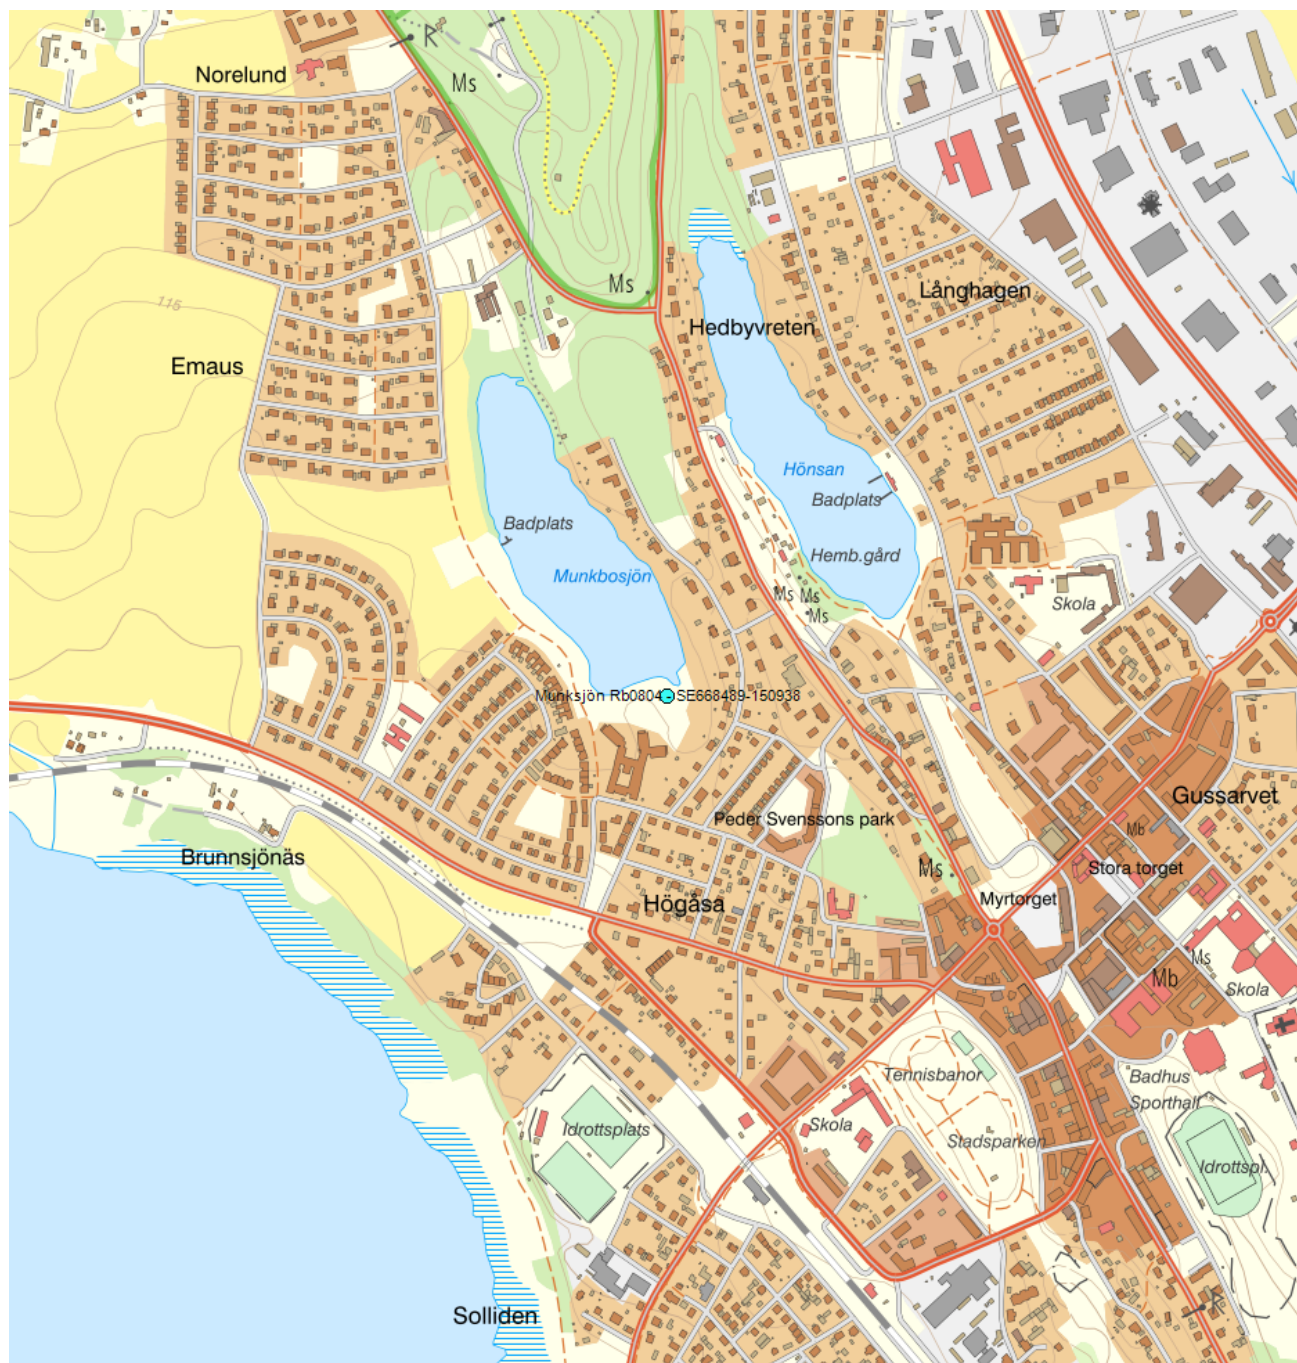 Norelund
Ms
R
Ms
115
Långhagen
Hedbyvreten
Emaus
Hönsan
Badplats
Badplats
Hemb.gård
Munkbosjön
Ms
Ms
Ms
Skola
Munksjön Rb0804 - SE668489-150938
Gussarvet
Peder Svenssons park
Mb
Brunnsjönäs
Ms
Stora torget
Högåsa
Myrtorget
Ms
Mb
Skola
Tennisbanor
Badhus
Sporthall
Idrottsplats
Skola
Stadsparken
Idrottspl.
R
Solliden